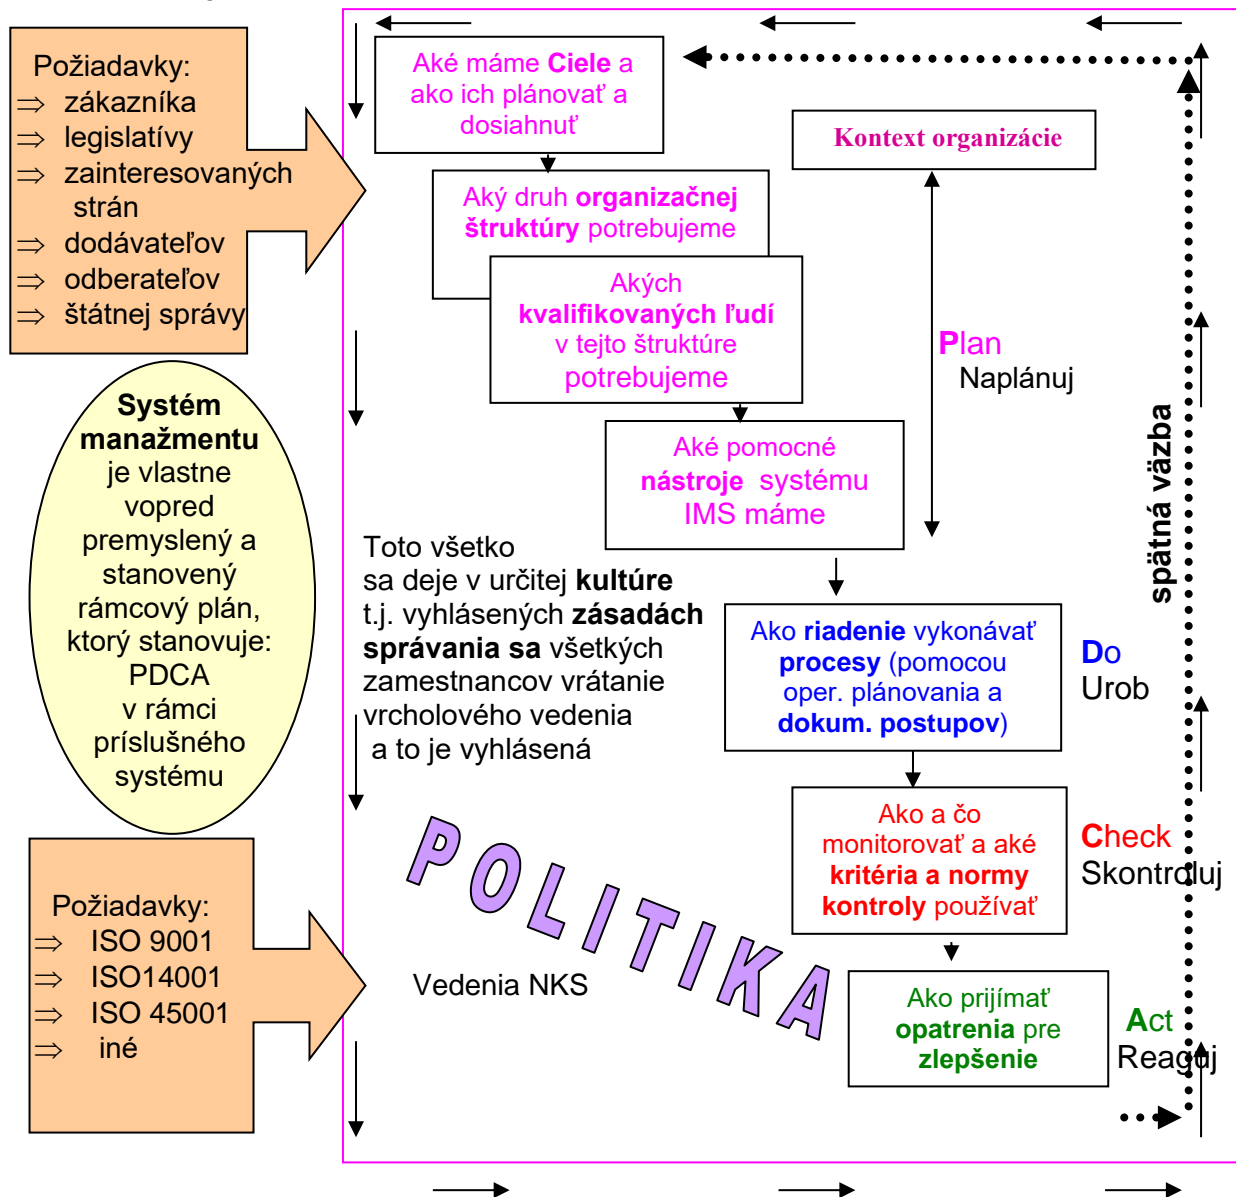 Požiadavky:
⇒ zákazníka
⇒ legislatívy
⇒ zainteresovaných
strán
⇒ dodávateľov
⇒ odberateľov
⇒ štátnej správy
Systém
manažmentu
je vlastne
vopred
premyslený a
stanovený
rámcový plán,
ktorý stanovuje:
PDCA
v rámci
príslušného
systému
Požiadavky:
⇒ ISO 9001
⇒ ISO14001
⇒ ISO 45001
⇒ iné
Aké máme Ciele a
ako ich plánovať a
dosiahnuť
Kontext organizácie
Aký druh organizačnej
štruktúry potrebujeme
Akých
kvalifikovaných ľudí
v tejto štruktúre
potrebujeme
Plan
Naplánuj
Aké pomocné
nástroje systému
IMS máme
Toto všetko
sa deje v určitej kultúre
t.j. vyhlásených zásadách
správania sa všetkých
zamestnancov vrátanie
vrcholového vedenia
a to je vyhlásená
POLITIKA
Vedenia NKS
Ako riadenie vykonávať
procesy (pomocou
oper. plánovania a
dokum. postupov)
Do
Urob
Ako a čo
monitorovať a aké
kritéria a normy
kontroly používať
Check
Skontroluj
Ako prijímať
opatrenia pre
zlepšenie
Act
Reaguj
spätná väzba